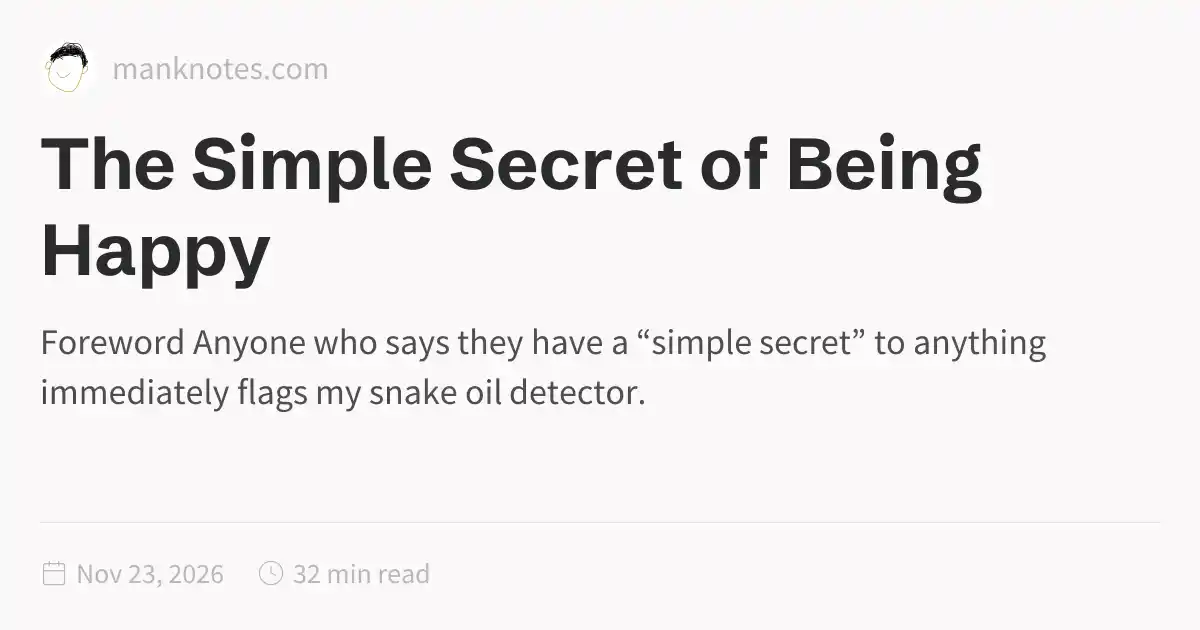 manknotes.com
The Simple Secret of Being
Happy
Foreword Anyone who says they have a “simple secret” to anything
immediately flags my snake oil detector.
Nov 23, 2026 32 min read